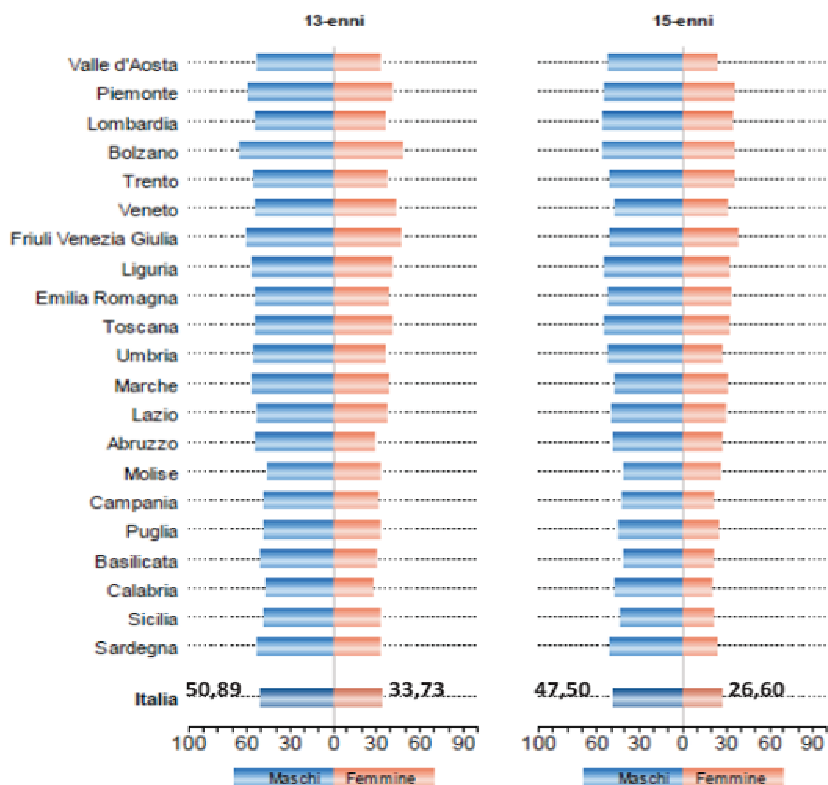 13-enni 15-enni
Valle d'Aosta
Piemonte
Lombardia
Bolzano
Trento
Veneto
Friuli Venezia Giulia
Liguria
Emilia Romagna
Toscana
Umbria
Marche
Lazio
Abruzzo
Molise
Campania
Puglia
Basilicata
Calabria
Sicilia
Sardegna
Italia 50,89 33,73 47,50 26,60
100 60 30 0 30 60 90 100 60 30 0 30 60 90
Maschi Femmine Maschi Femmine